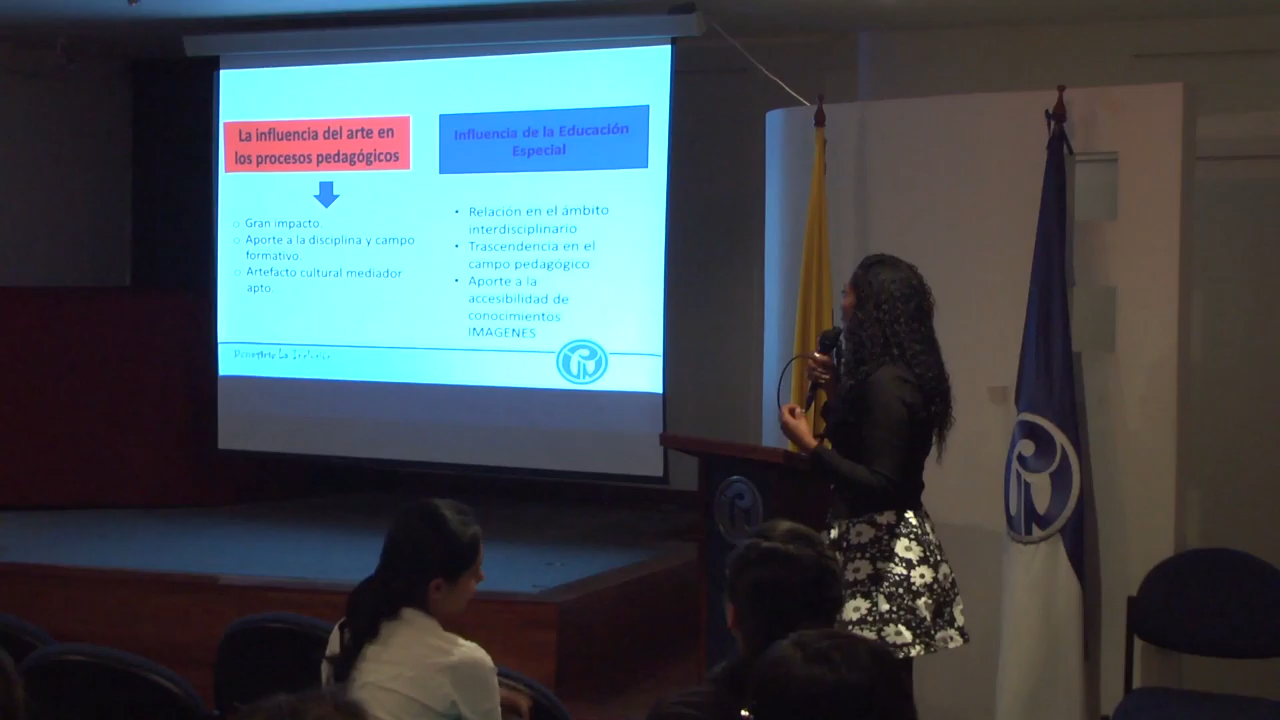 La influencia del arte en
los procesos pedagógicos
Gran impacto.
Aporte a la disciplina y campo
formativo.
Artefacto cultural mediador
apto.
Influencia de la Educación
Especial
• Relación en el ámbito
interdisciplinario
• Trascendencia en el
campo pedagógico
• Aporte a la
accesibilidad de
conocimientos
IMAGENES